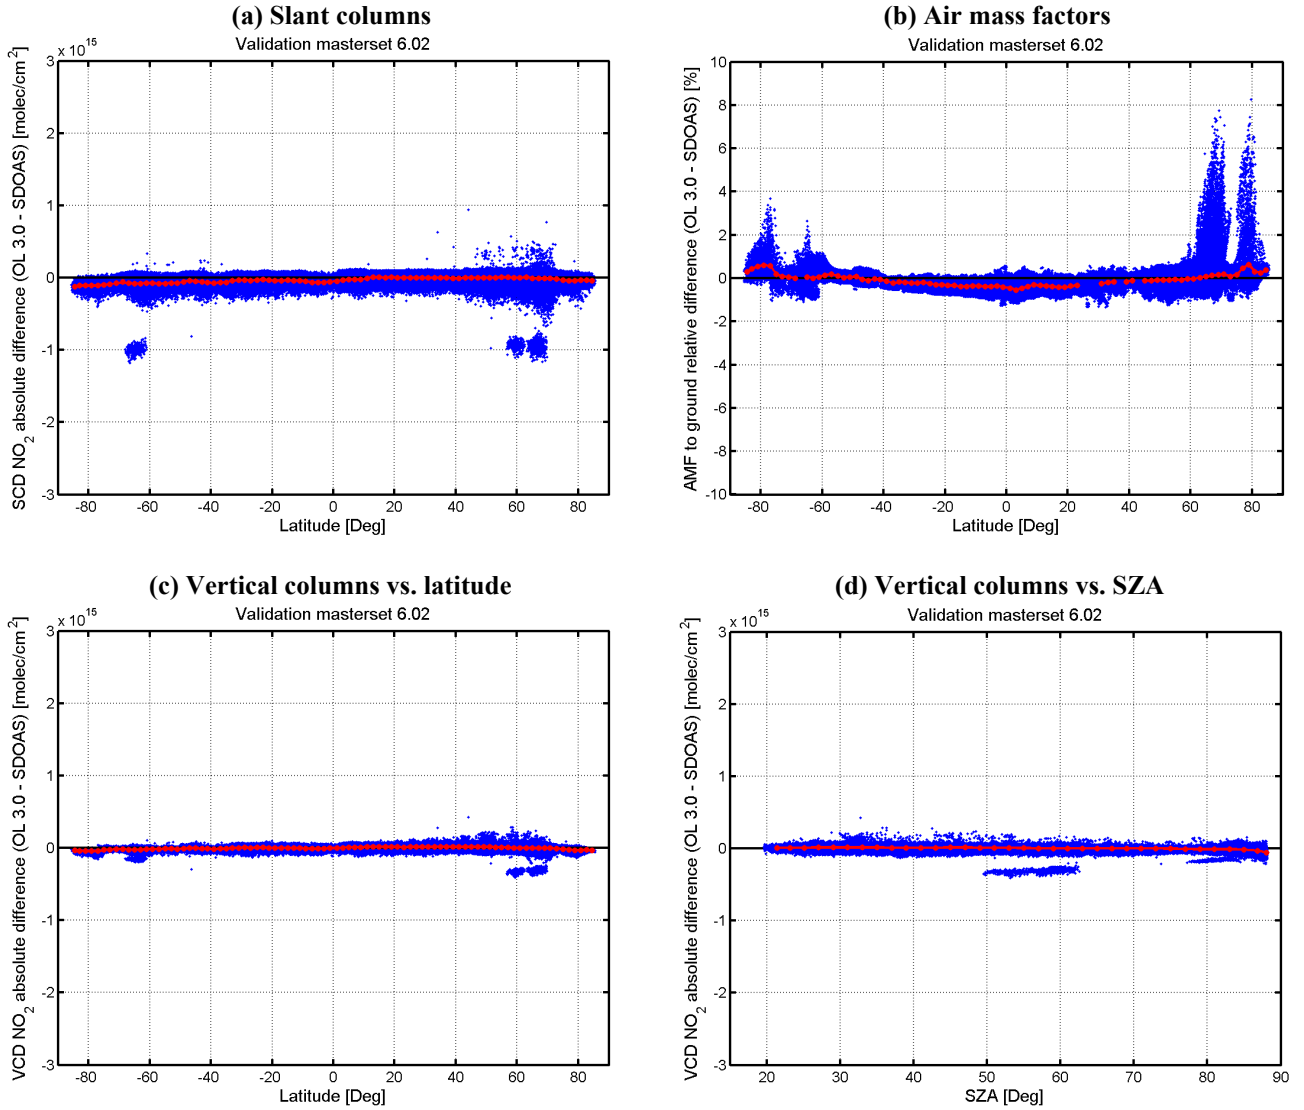 (a) Slant columns
Validation masterset 6.02
x 10^15
SCD NO2 absolute difference (OL 3.0 - SDOAS) [molec/cm^2]
3
2
1
0
-1
-2
-3
-80 -60 -40 -20 0 20 40 60 80
Latitude [Deg]
(b) Air mass factors
Validation masterset 6.02
AMF to ground relative difference (OL 3.0 - SDOAS) [%]
10
8
6
4
2
0
-2
-4
-6
-8
-10
-80 -60 -40 -20 0 20 40 60 80
Latitude [Deg]
(c) Vertical columns vs. latitude
Validation masterset 6.02
x 10^15
VCD NO2 absolute difference (OL 3.0 - SDOAS) [molec/cm^2]
3
2
1
0
-1
-2
-3
-80 -60 -40 -20 0 20 40 60 80
Latitude [Deg]
(d) Vertical columns vs. SZA
Validation masterset 6.02
x 10^15
VCD NO2 absolute difference (OL 3.0 - SDOAS) [molec/cm^2]
3
2
1
0
-1
-2
-3
20 30 40 50 60 70 80 90
SZA [Deg]